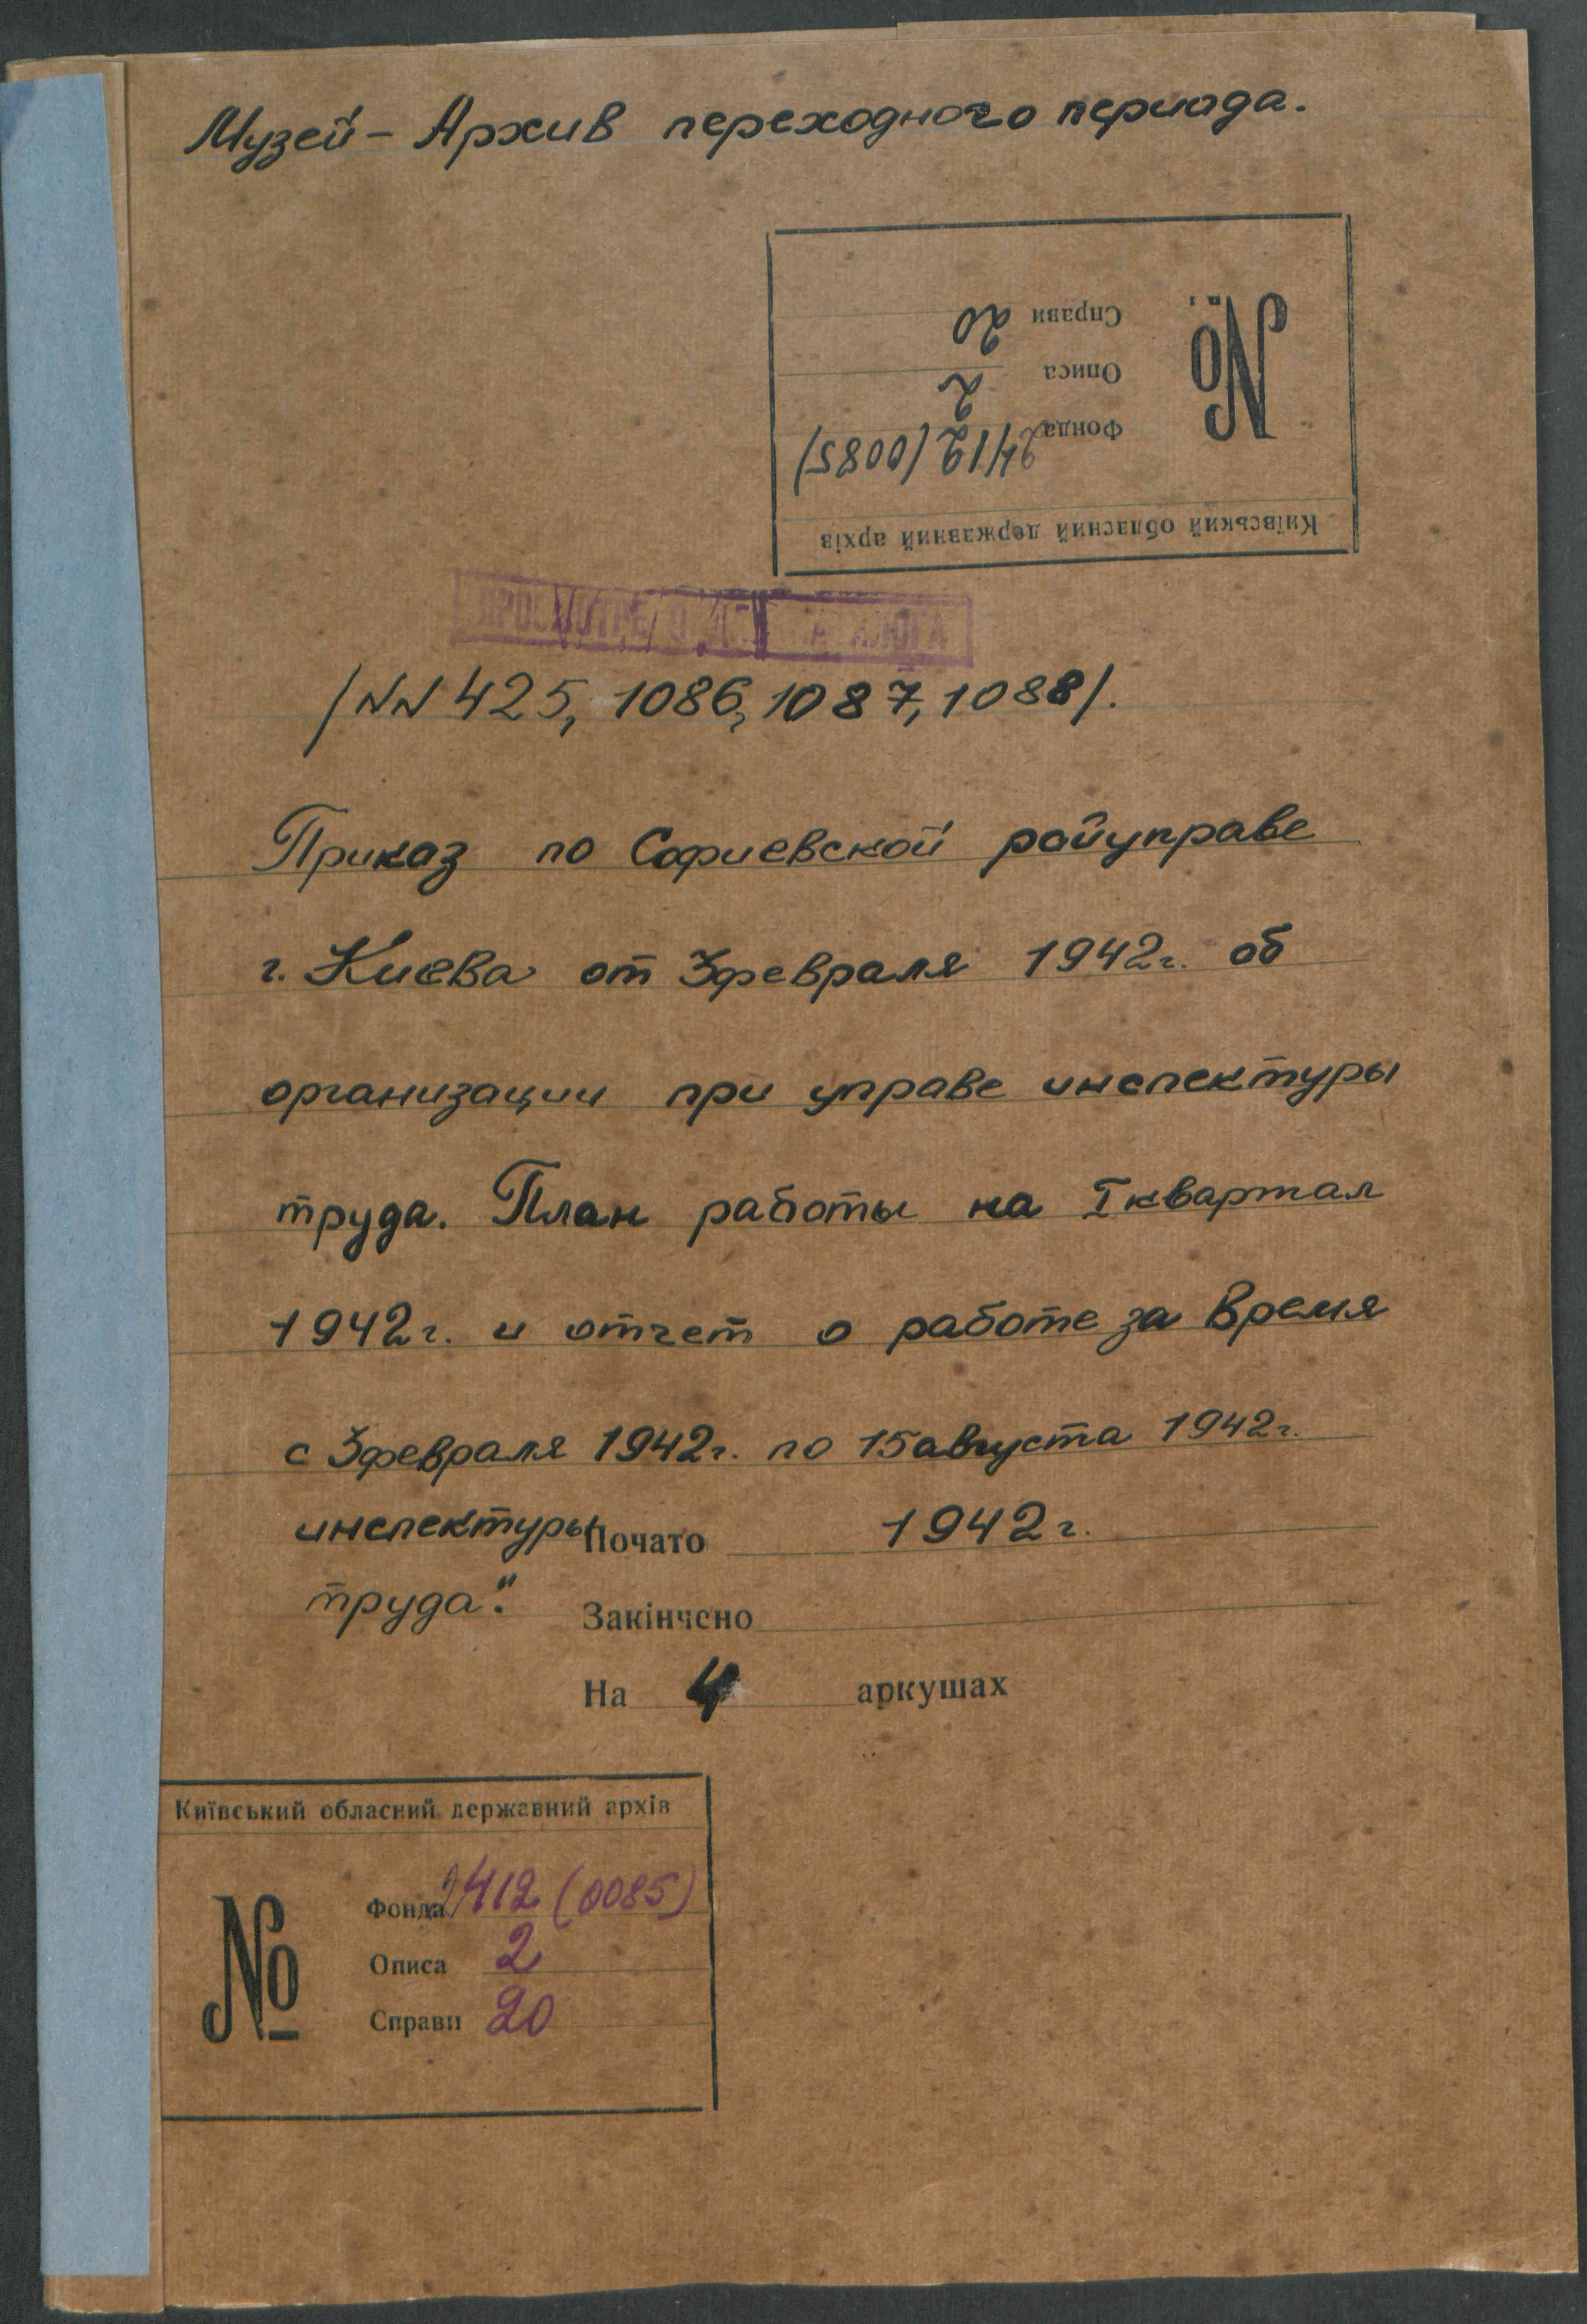 Музей - Архив переходного периода.
Київський обласний державний архів
№
Фонда 2412 (0085)
Описа 2
Справи 20
/NN 425, 1086, 1087, 1088/.
Приказ по Софиевской райуправе
г. Киева от 3 февраля 1942 г. об
организации при управе инспектуры
труда. План работы на I квартал
1942 г. и отчет о работе за время
с 3 февраля 1942 г. по 15 августа 1942 г.
инспектуры Почато 1942 г.
труда". Закінчено
На 4 аркушах
Київський обласний державний архів
№
Фонда 2412 (0085)
Описа 2
Справи 20